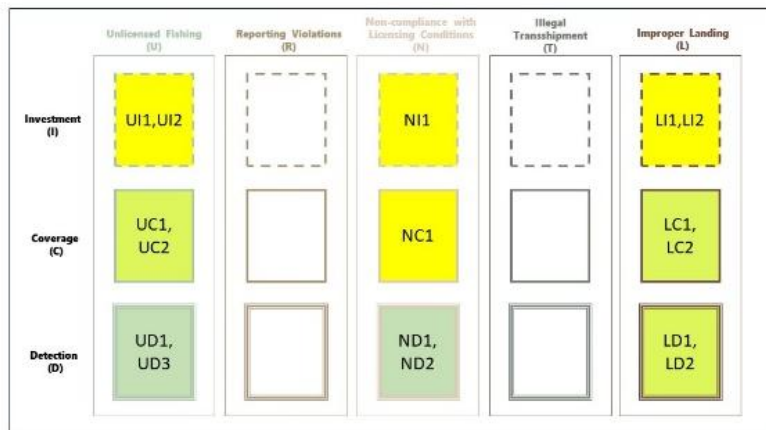 Unlicensed Fishing
(U)
Reporting Violations
(R)
Non-compliance with
Licensing Conditions
(N)
Illegal
Transshipment
(T)
Improper Landing
(L)
Investment
(I)
UI1,UI2
NI1
LI1,LI2
Coverage
(C)
UC1,
UC2
NC1
LC1,
LC2
Detection
(D)
UD1,
UD3
ND1,
ND2
LD1,
LD2